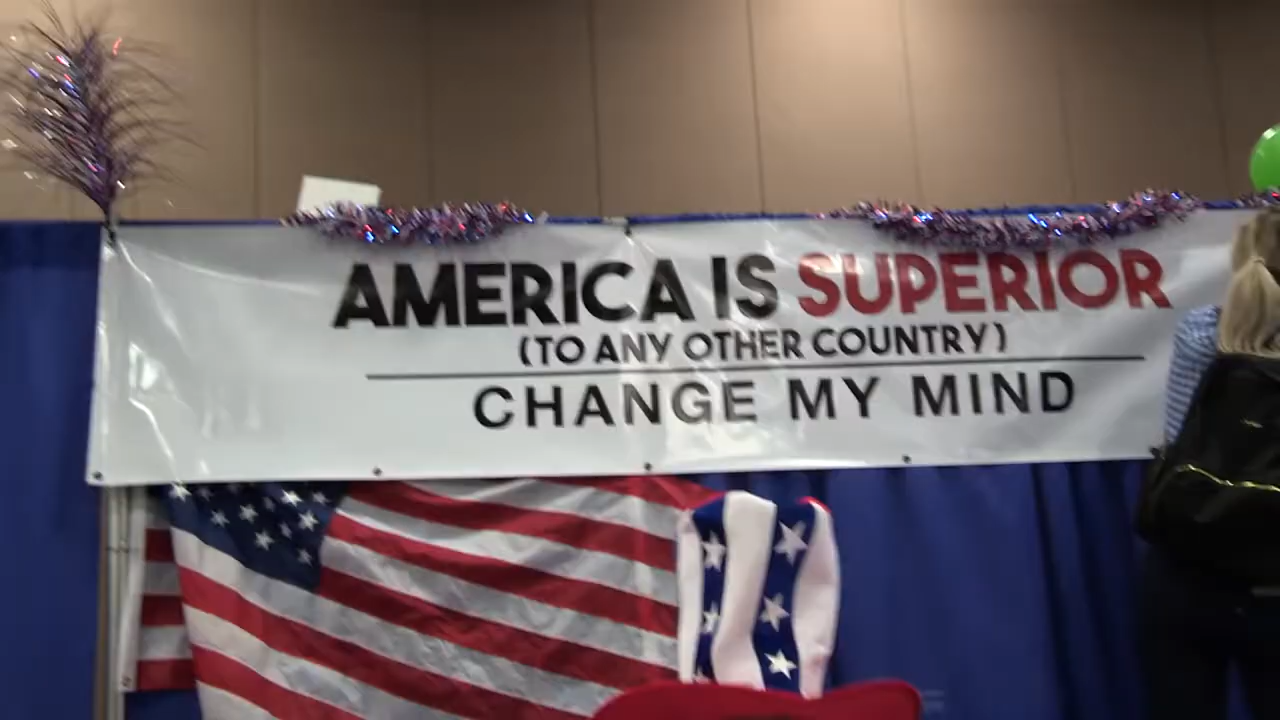 AMERICA IS SUPERIOR
(TO ANY OTHER COUNTRY)
CHANGE MY MIND